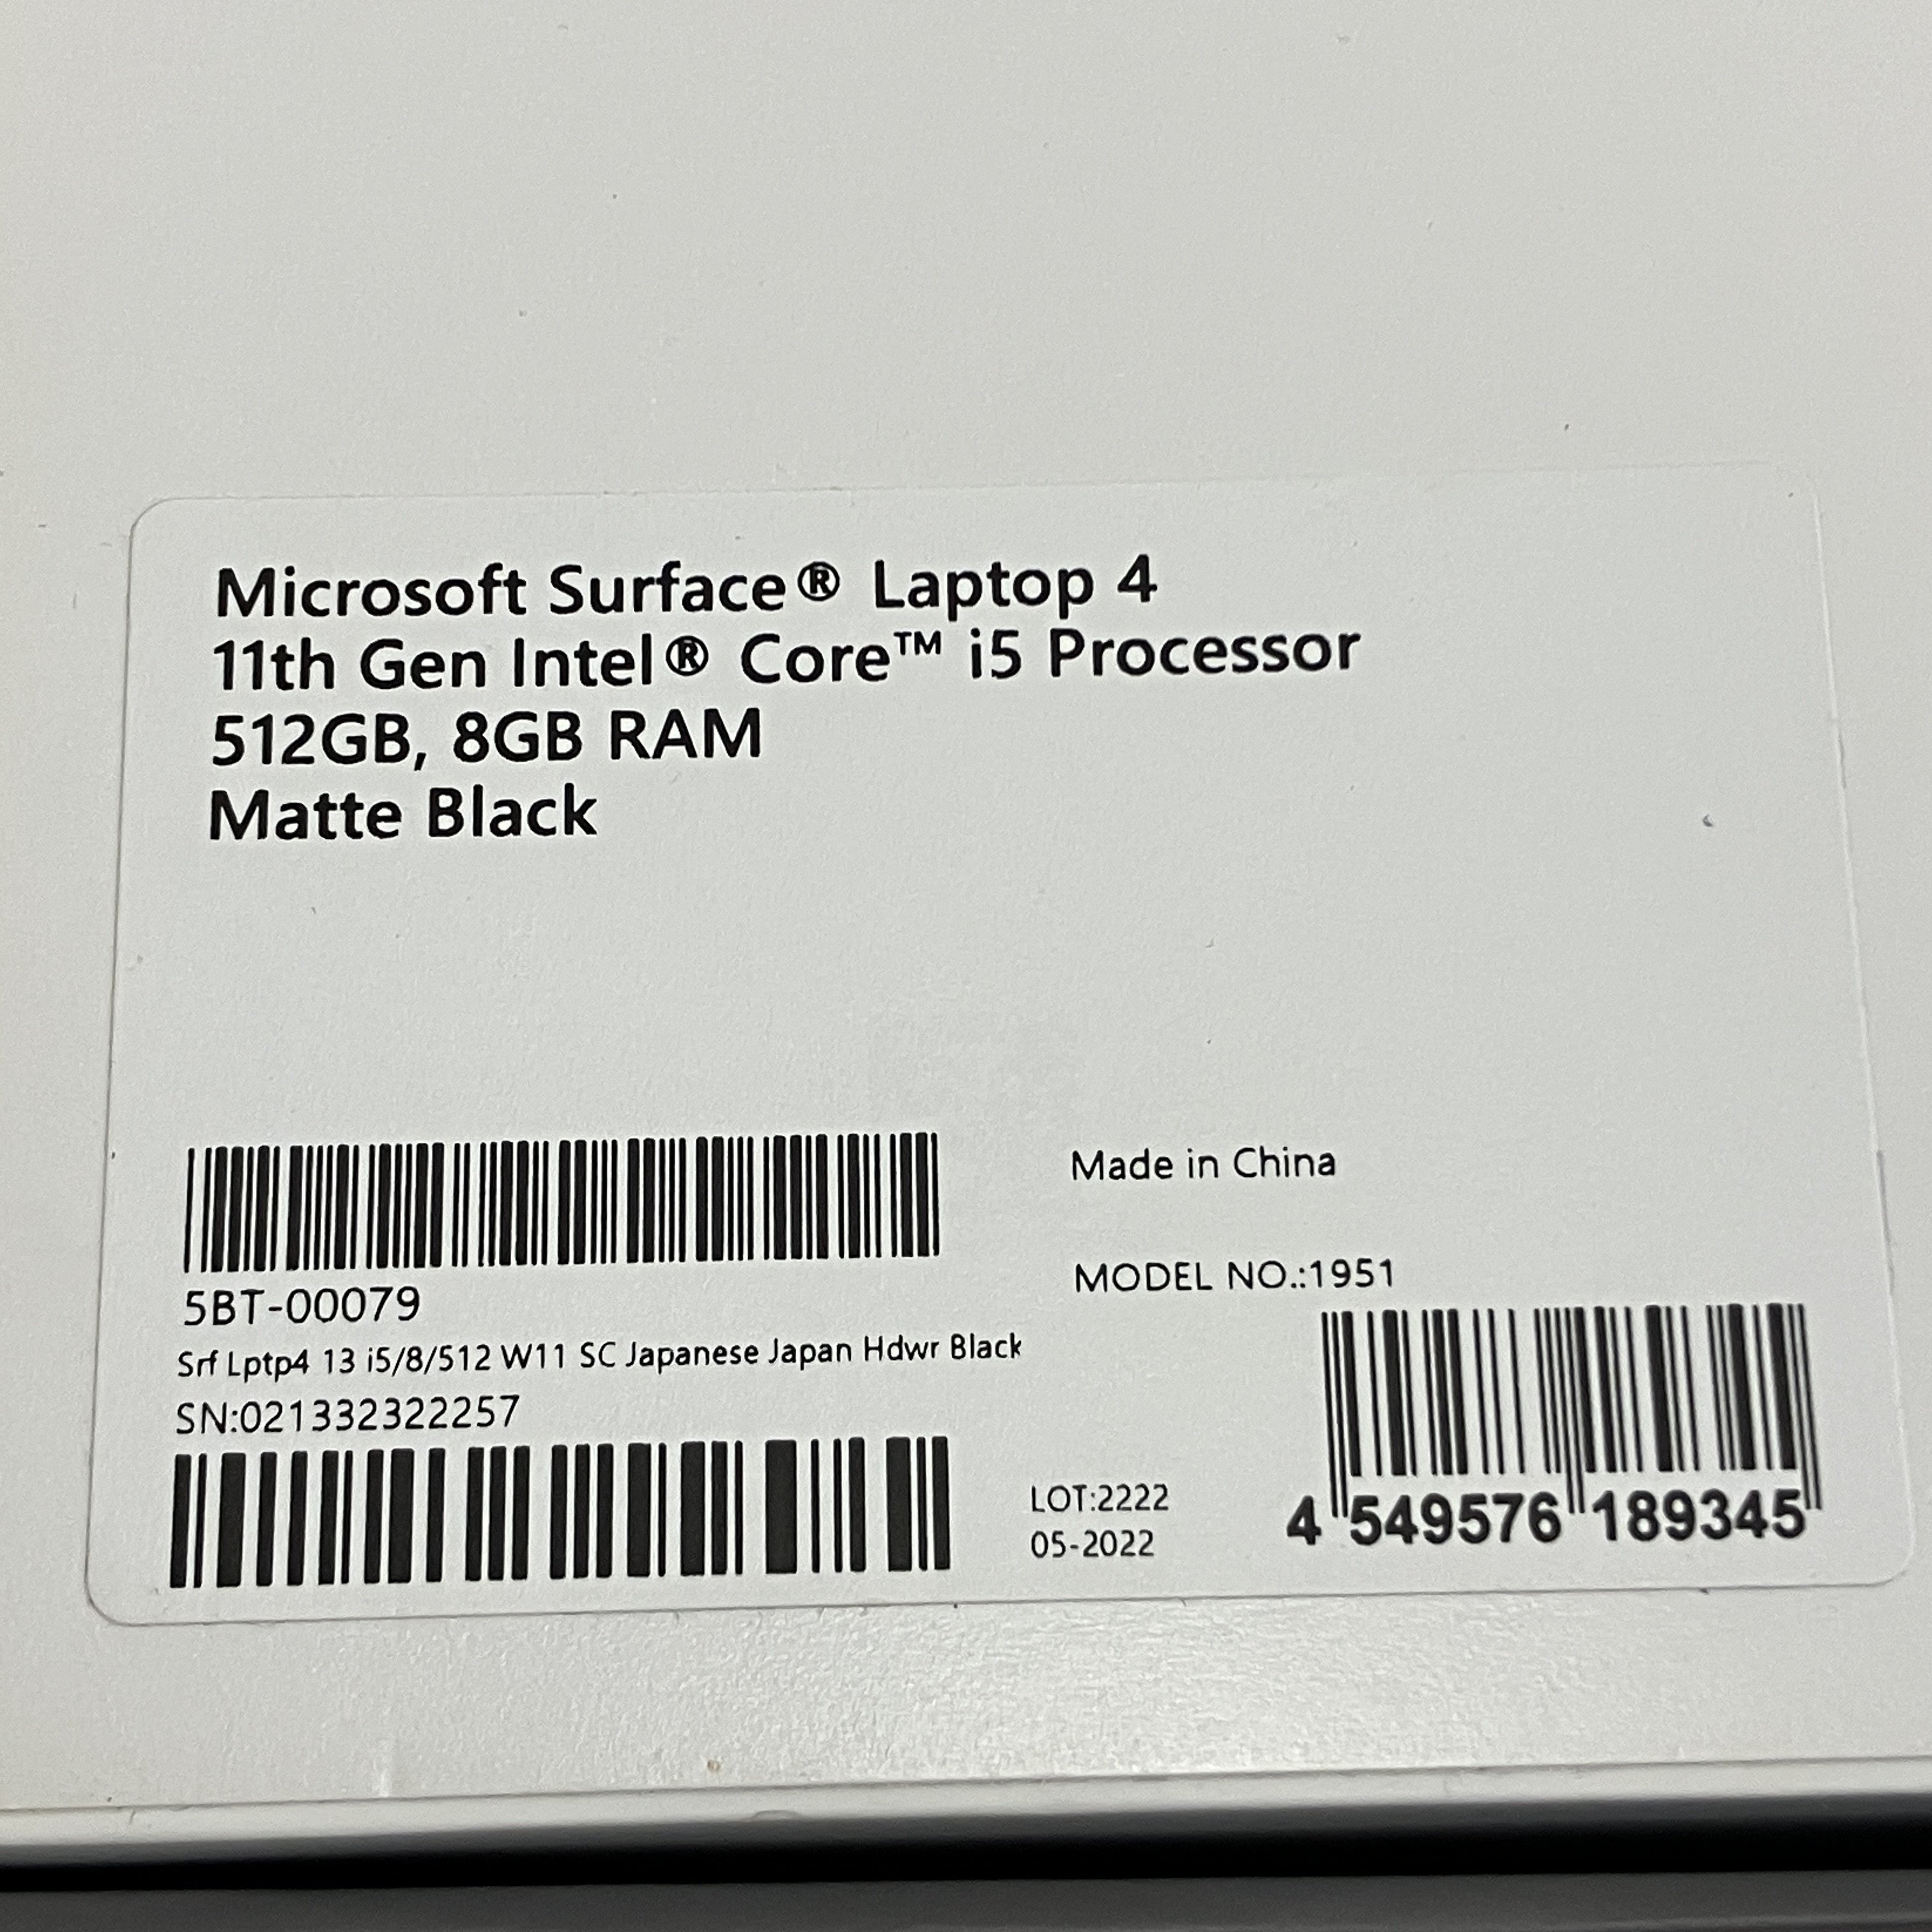 Microsoft Surface® Laptop 4
11th Gen Intel® Core™ i5 Processor
512GB, 8GB RAM
Matte Black
5BT-00079
Srf Lptp4 13 i5/8/512 W11 SC Japanese Japan Hdwr Black
SN:021332322257
Made in China
MODEL NO.:1951
LOT:2222
05-2022
4 549576 189345